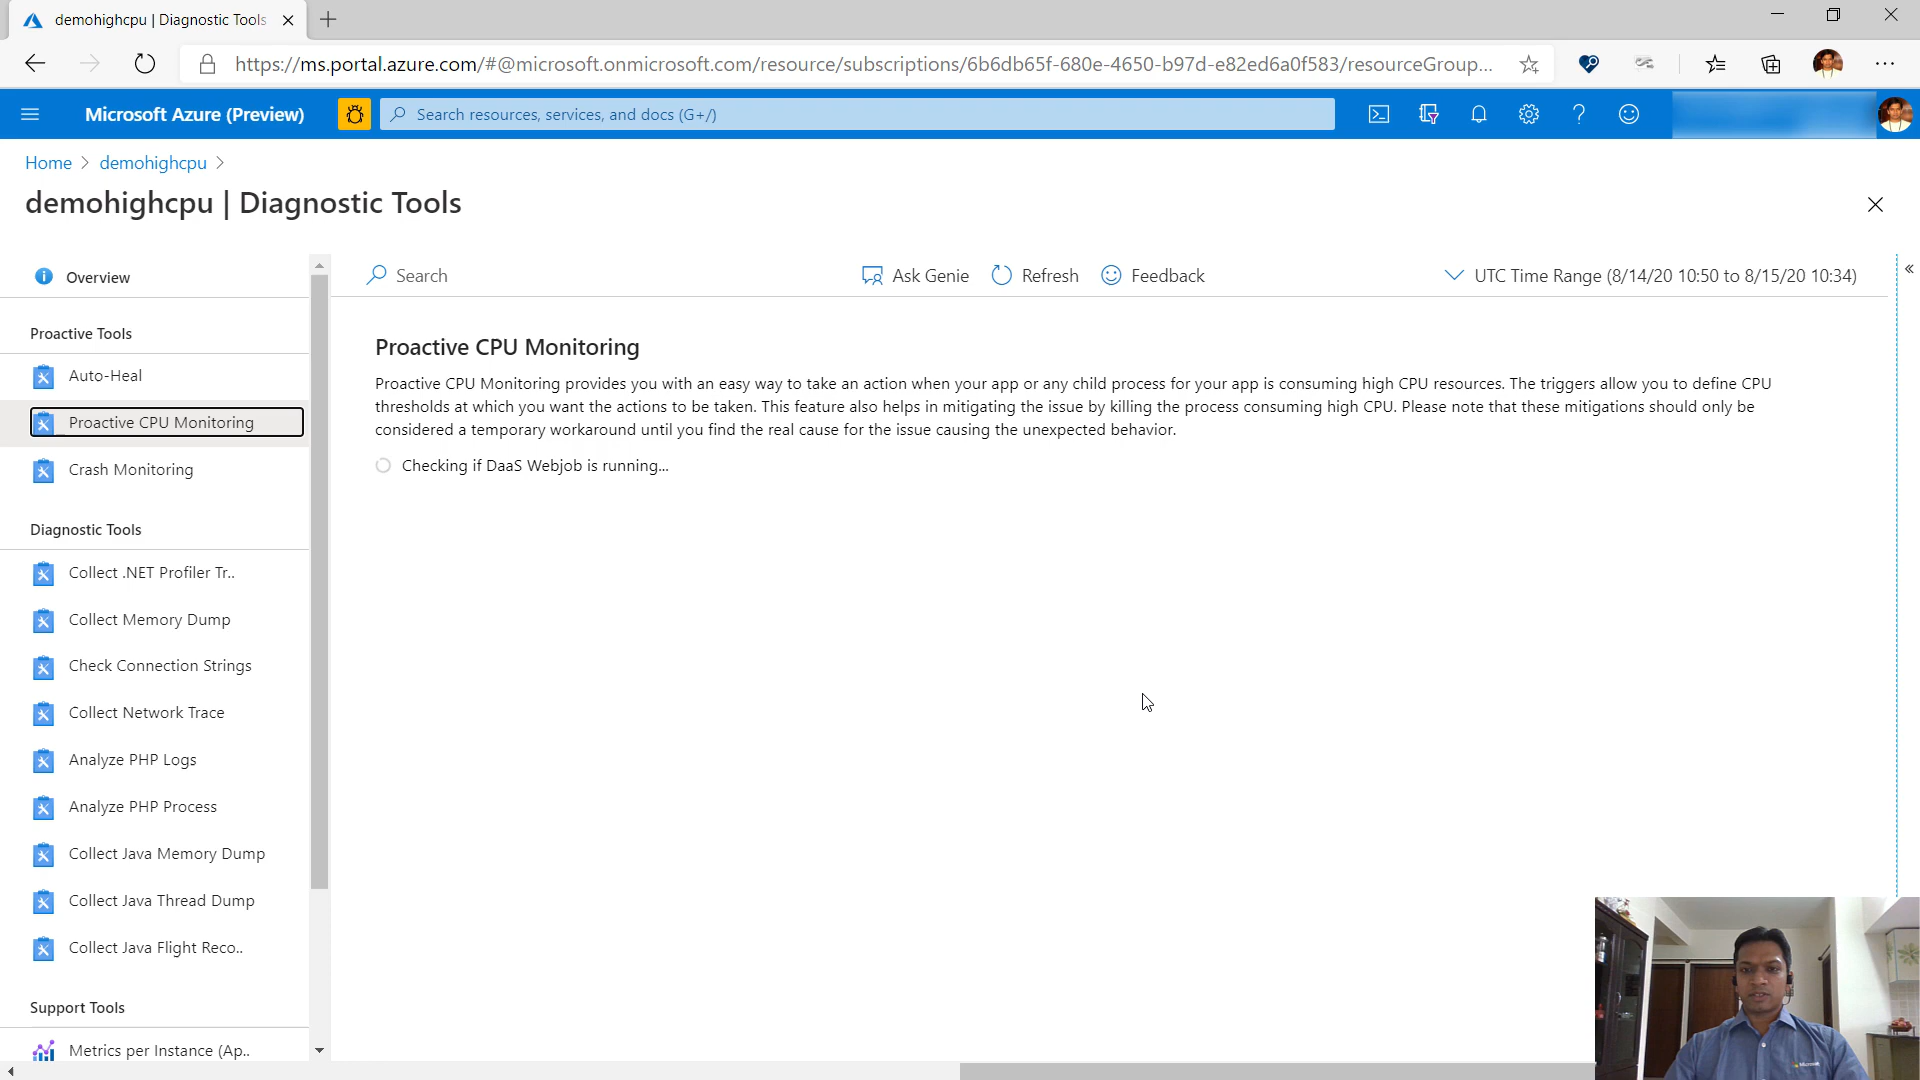 demohighcpu | Diagnostic Tools
https://ms.portal.azure.com/#@microsoft.onmicrosoft.com/resource/subscriptions/6b6db65f-680e-4650-b97d-e82ed6a0f583/resourceGroup...
Microsoft Azure (Preview)
Search resources, services, and docs (G+/)
Home > demohighcpu >
demohighcpu | Diagnostic Tools
Overview
Proactive Tools
Auto-Heal
Proactive CPU Monitoring
Crash Monitoring
Diagnostic Tools
Collect .NET Profiler Tr..
Collect Memory Dump
Check Connection Strings
Collect Network Trace
Analyze PHP Logs
Analyze PHP Process
Collect Java Memory Dump
Collect Java Thread Dump
Collect Java Flight Reco..
Support Tools
Metrics per Instance (Ap..
Search
Ask Genie
Refresh
Feedback
UTC Time Range (8/14/20 10:50 to 8/15/20 10:34)
Proactive CPU Monitoring
Proactive CPU Monitoring provides you with an easy way to take an action when your app or any child process for your app is consuming high CPU resources. The triggers allow you to define CPU
thresholds at which you want the actions to be taken. This feature also helps in mitigating the issue by killing the process consuming high CPU. Please note that these mitigations should only be
considered a temporary workaround until you find the real cause for the issue causing the unexpected behavior.
Checking if DaaS Webjob is running...